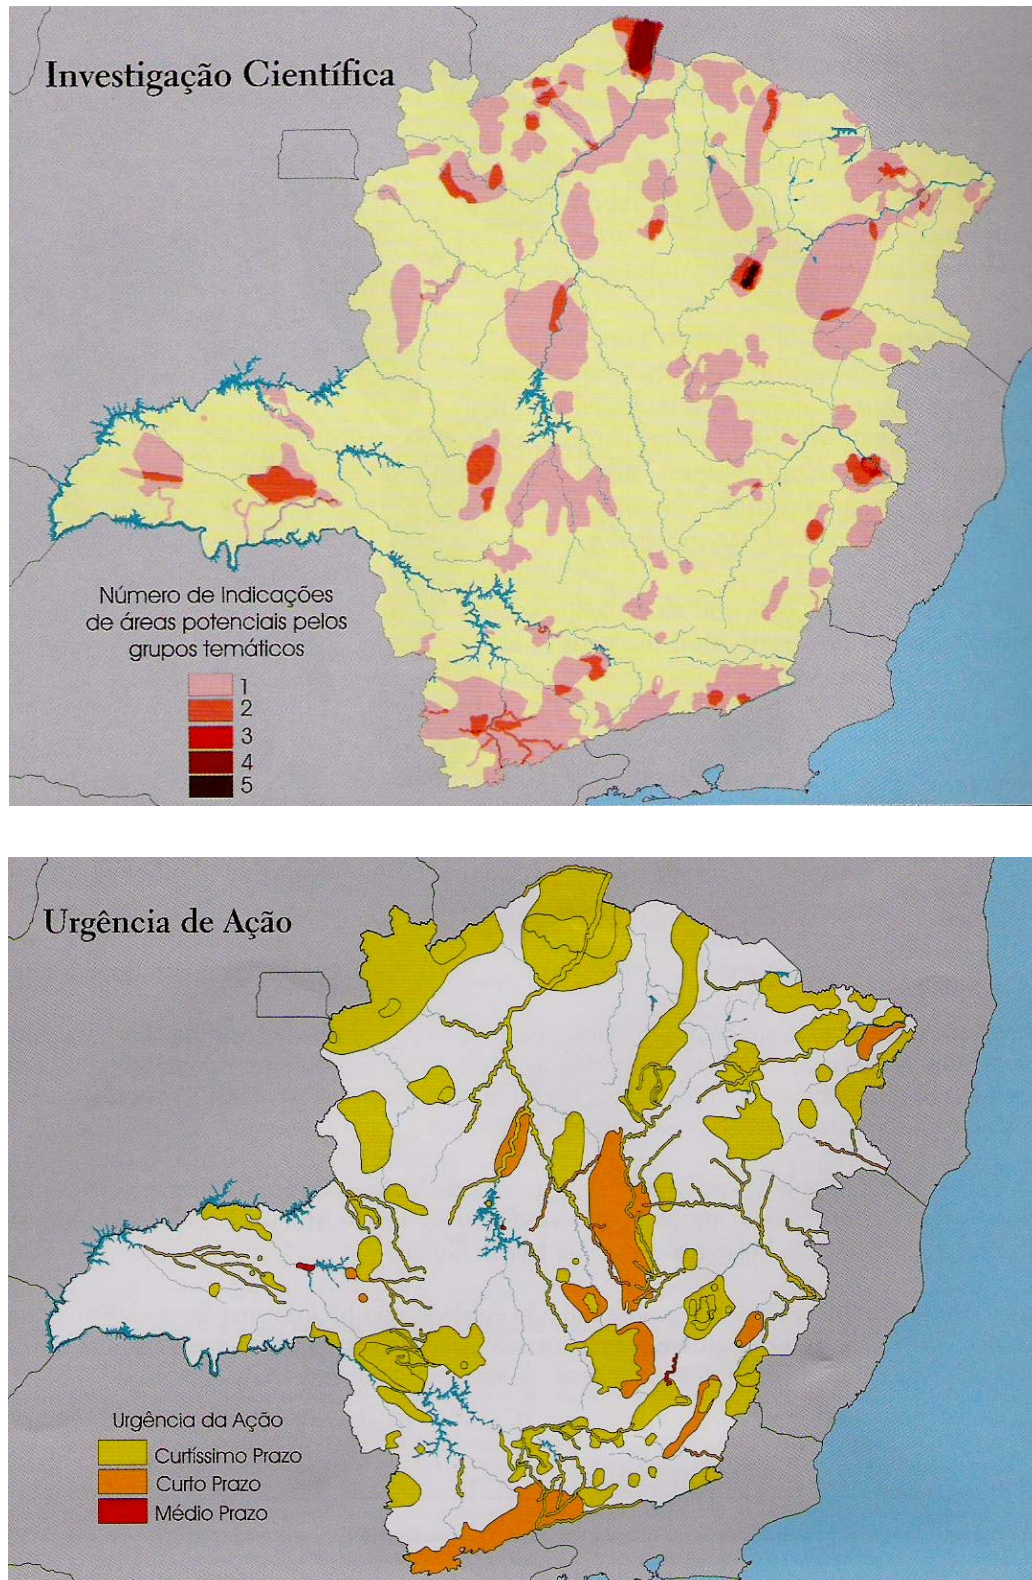 Investigação Científica
Número de Indicações
de áreas potenciais pelos
grupos temáticos
1
2
3
4
5
Urgência de Ação
Urgência da Ação
Curtíssimo Prazo
Curto Prazo
Médio Prazo